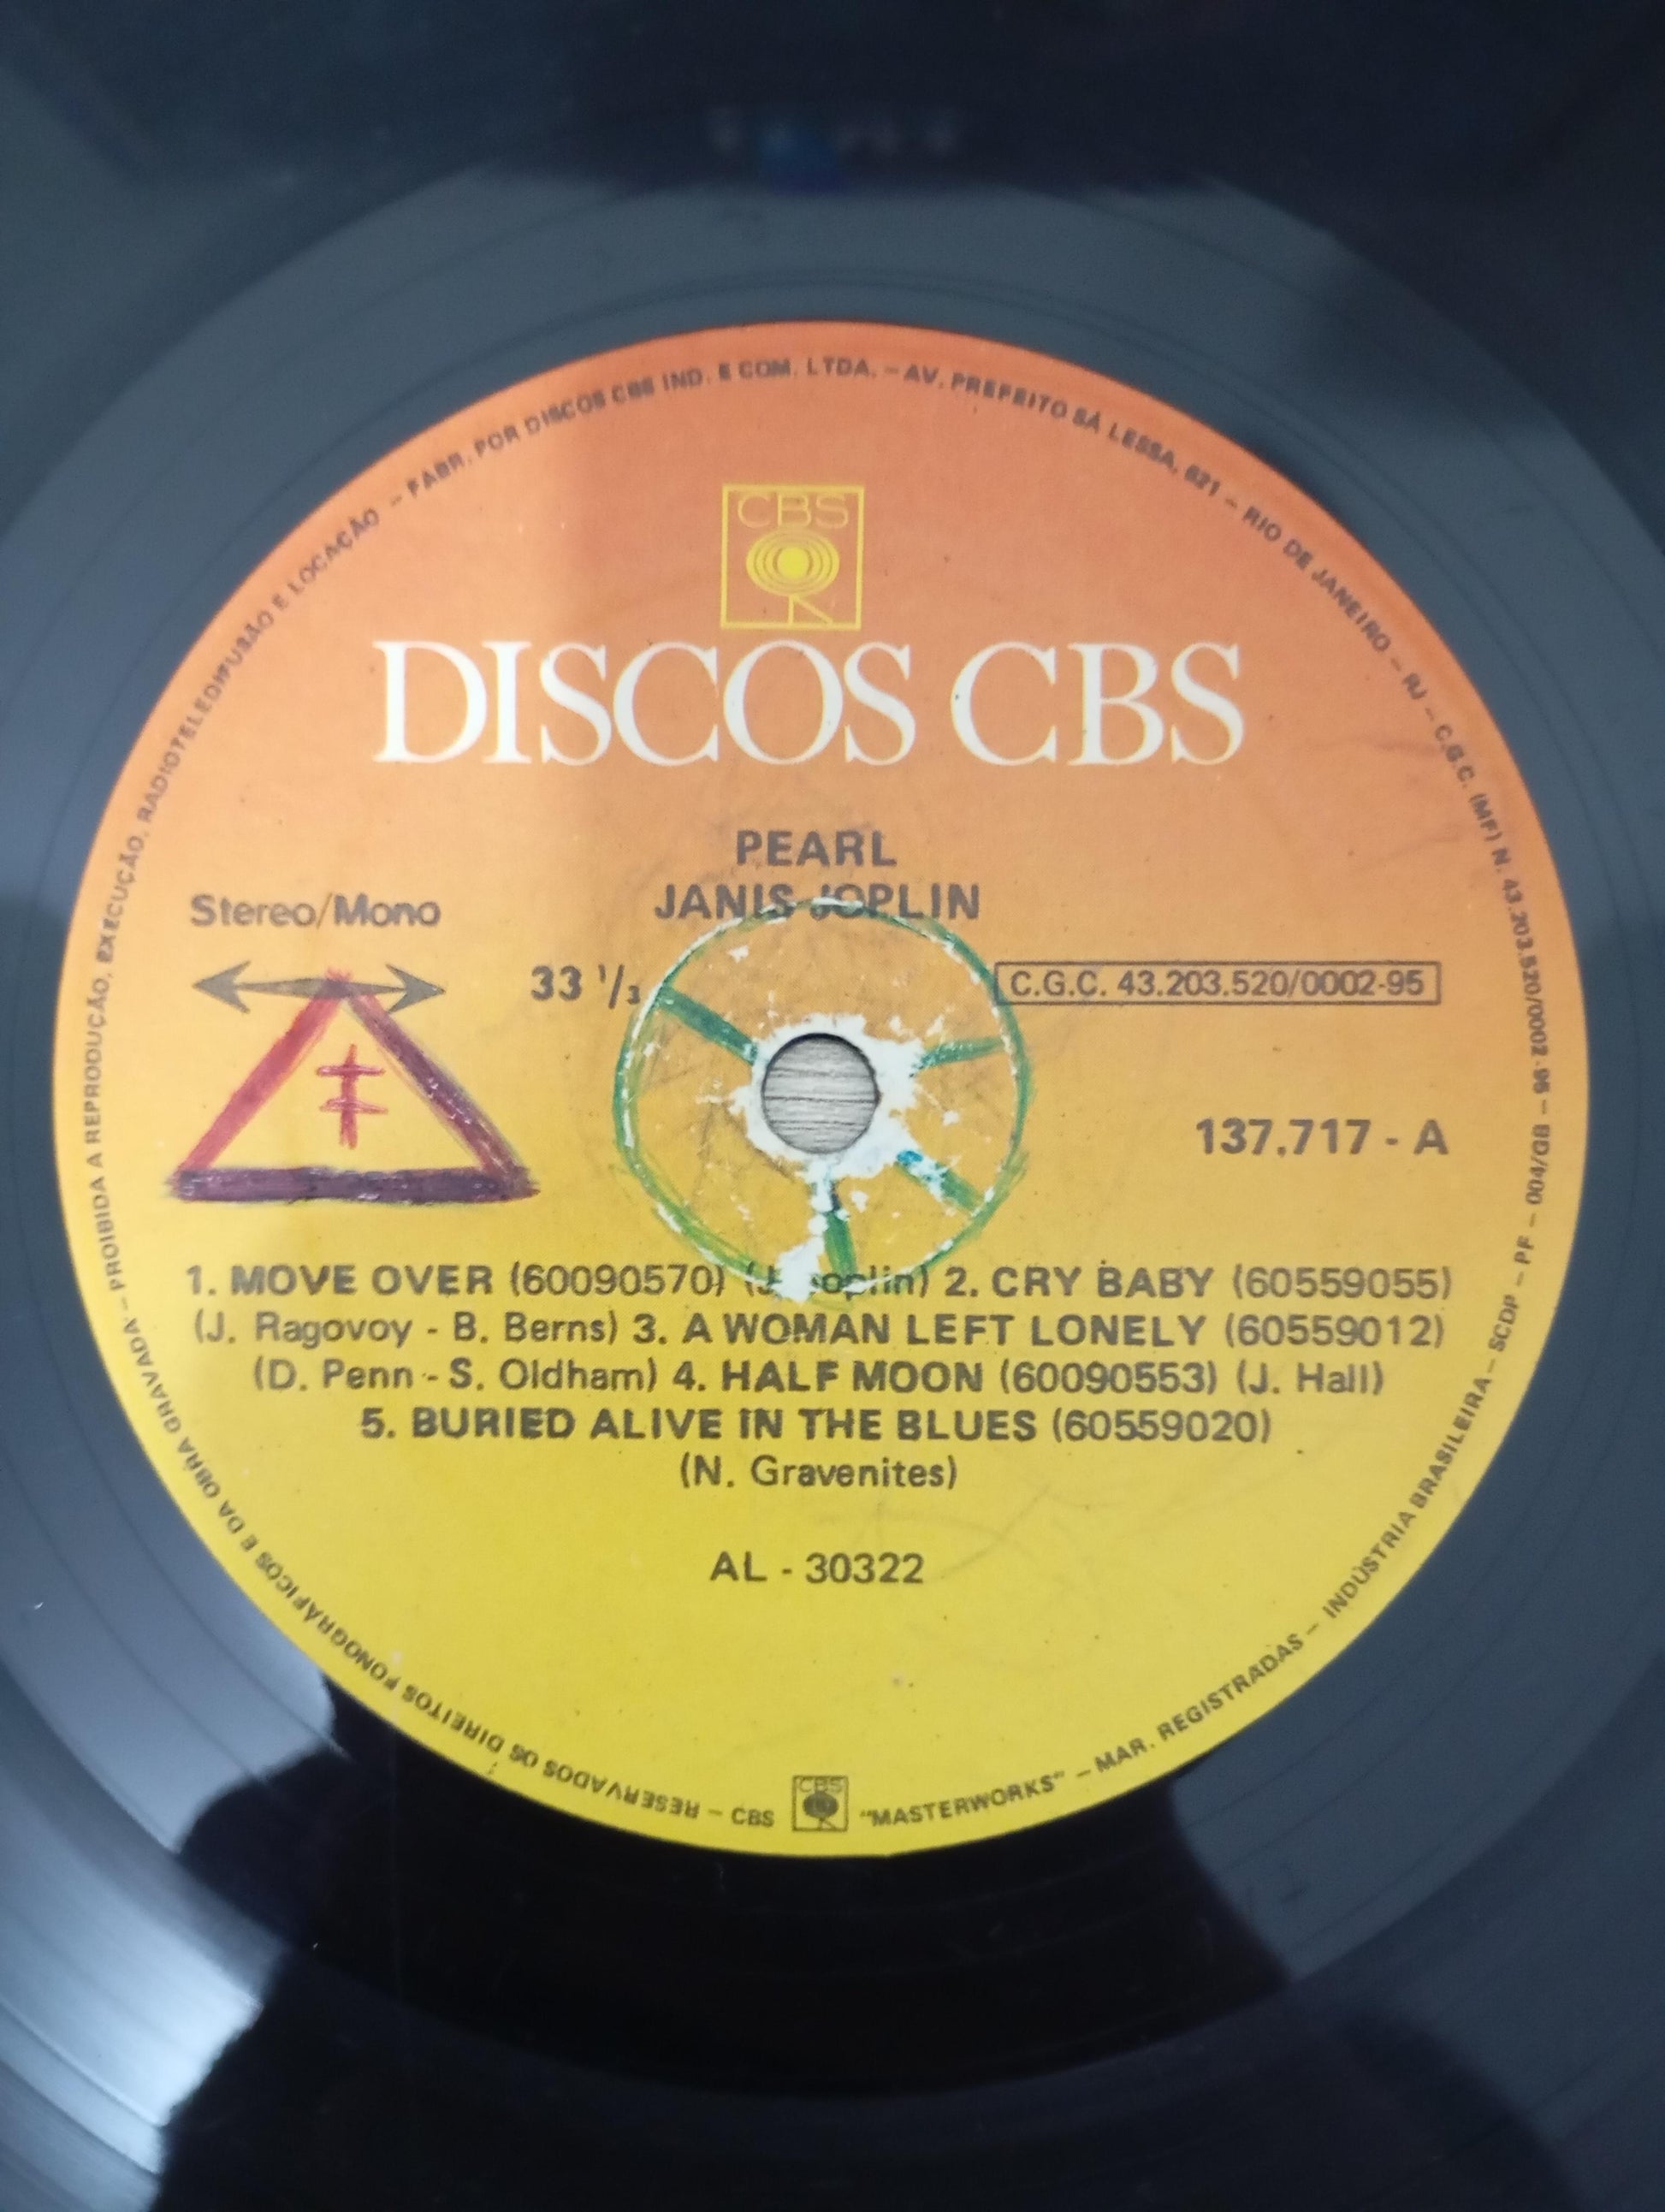 CBS
DISCOS CBS
PEARL
JANIS JOPLIN
Stereo/Mono
33 1/3
C.G.C. 43.203.520/0002-95
137.717 - A
1. MOVE OVER (60090570) (J. Joplin) 2. CRY BABY (60559055)
(J. Ragovoy - B. Berns) 3. A WOMAN LEFT LONELY (60559012)
(D. Penn - S. Oldham) 4. HALF MOON (60090553) (J. Hall)
5. BURIED ALIVE IN THE BLUES (60559020)
(N. Gravenites)
AL - 30322
CBS "MASTERWORKS" – MAR. REGISTRADAS – INDÚSTRIA BRASILEIRA – SCDP – PF – 004/GB – C.G.C. (MF) N. 43.203.520/0002-95
RESERVADOS OS DIREITOS FONOGRÁFICOS E DA OBRA GRAVADA – PROIBIDA A REPRODUÇÃO, EXECUÇÃO, RADIOTELEDIFUSÃO E LOCAÇÃO – FABR. POR DISCOS CBS IND. E COM. LTDA. – AV. PREFEITO SÁ LESSA, 621 – RIO DE JANEIRO – RJ
CBS